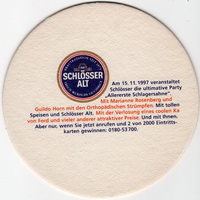 SCHLÖSSER
ALT
Am 15.11.1997 veranstaltet
Schlösser die ultimative Party
„Allererste Schlagersahne“.
Mit Marianne Rosenberg und
Guildo Horn mit den Orthopädischen Strümpfen. Mit tollen
Speisen und Schlösser Alt. Mit der Verlosung eines coolen Ka
von Ford und vieler anderer attraktiver Preise. Und mit Ihnen.
Aber nur, wenn Sie jetzt anrufen und 2 von 2000 Eintritts-
karten gewinnen: 0180-53700.